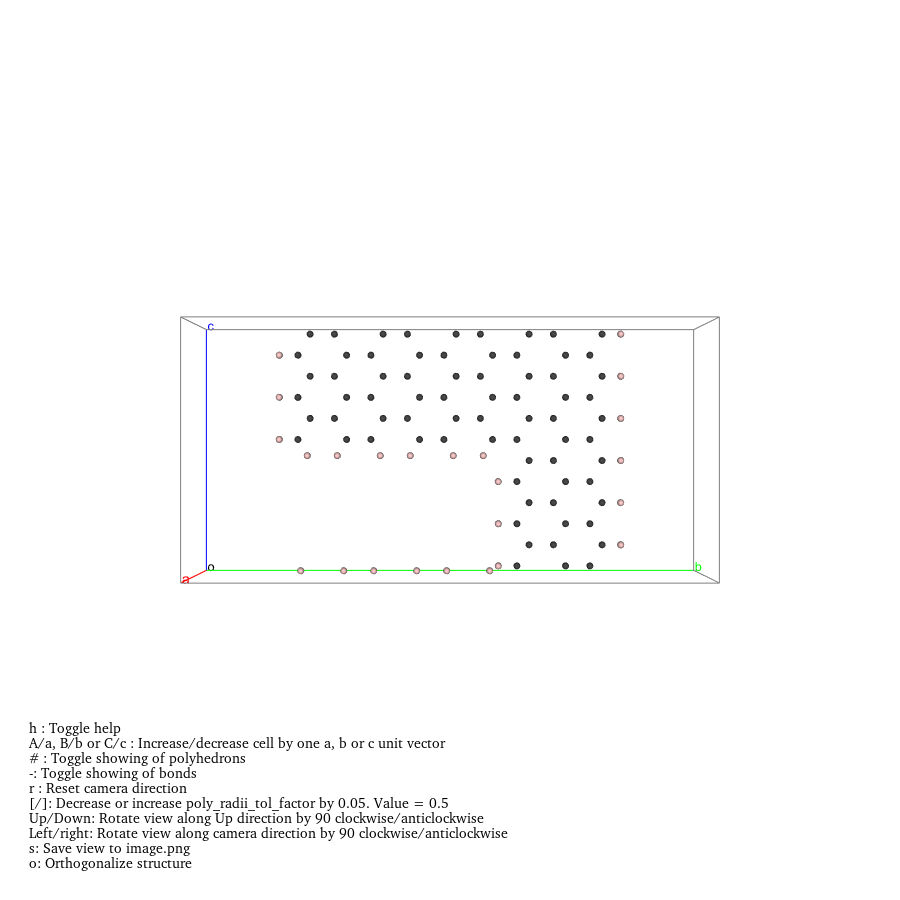 c
o
b
a
h : Toggle help
A/a, B/b or C/c : Increase/decrease cell by one a, b or c unit vector
# : Toggle showing of polyhedrons
-: Toggle showing of bonds
r : Reset camera direction
[/]: Decrease or increase poly_radii_tol_factor by 0.05. Value = 0.5
Up/Down: Rotate view along Up direction by 90 clockwise/anticlockwise
Left/right: Rotate view along camera direction by 90 clockwise/anticlockwise
s: Save view to image.png
o: Orthogonalize structure